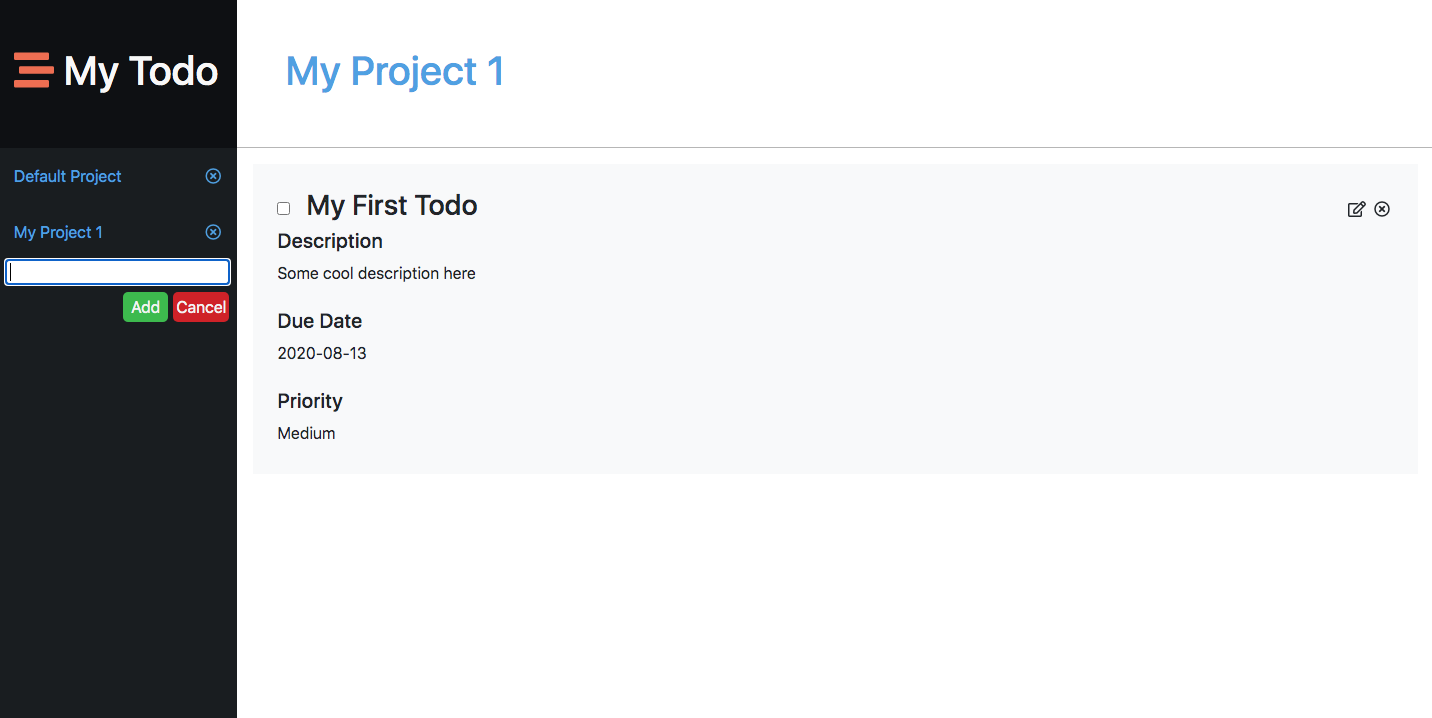 My Todo
My Project 1
Default Project
My Project 1
Add Cancel
My First Todo
Description
Some cool description here
Due Date
2020-08-13
Priority
Medium